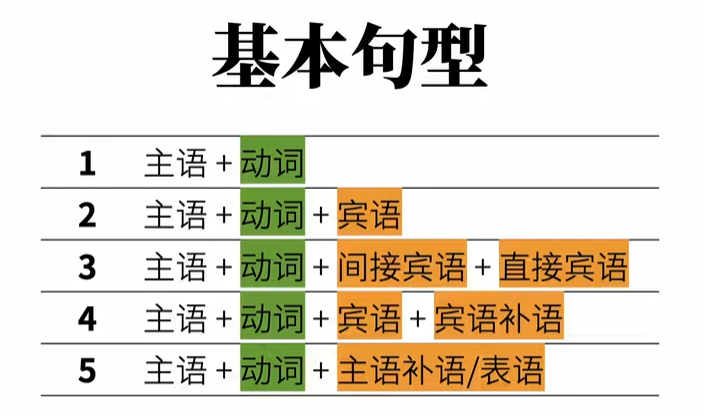 基本句型
1 主语 + 动词
2 主语 + 动词 + 宾语
3 主语 + 动词 + 间接宾语 + 直接宾语
4 主语 + 动词 + 宾语 + 宾语补语
5 主语 + 动词 + 主语补语/表语